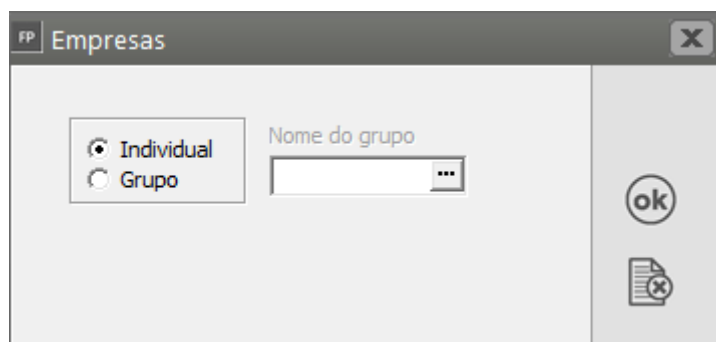 FP Empresas
Individual
Grupo
Nome do grupo
...
ok